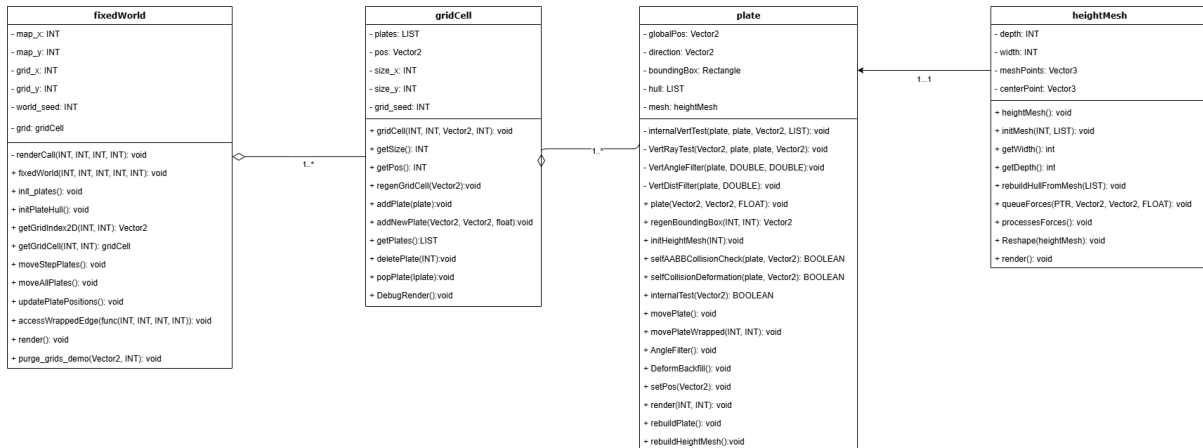 fixedWorld
- map_x: INT
- map_y: INT
- grid_x: INT
- grid_y: INT
- world_seed: INT
- grid: gridCell
- renderCall(INT, INT, INT, INT): void
+ fixedWorld(INT, INT, INT, INT, INT): void
+ init_plates(): void
+ initPlateHull(): void
+ getGridIndex2D(INT, INT): Vector2
+ getGridCell(INT, INT): gridCell
+ moveStepPlates(): void
+ moveAllPlates(): void
+ updatePlatePositions(): void
+ accessWrappedEdge(func(INT, INT, INT, INT)): void
+ render(): void
+ purge_grids_demo(Vector2, INT): void
1..*
gridCell
- plates: LIST
- pos: Vector2
- size_x: INT
- size_y: INT
- grid_seed: INT
+ gridCell(INT, INT, Vector2, INT): void
+ getSize(): INT
+ getPos(): INT
+ regenGridCell(Vector2):void
+ addPlate(plate):void
+ addNewPlate(Vector2, Vector2, float):void
+ getPlates():LIST
+ deletePlate(INT):void
+ popPlate(lplate):void
+ DebugRender():void
1..*
plate
- globalPos: Vector2
- direction: Vector2
- boundingBox: Rectangle
- hull: LIST
- mesh: heightMesh
- internalVertTest(plate, plate, Vector2, LIST): void
- VertRayTest(Vector2, plate, plate, Vector2): void
- VertAngleFilter(plate, DOUBLE, DOUBLE):void
- VertDistFilter(plate, DOUBLE): void
+ plate(Vector2, Vector2, FLOAT): void
+ regenBoundingBox(INT, INT): Vector2
+ initHeightMesh(INT):void
+ selfAABBCollisionCheck(plate, Vector2): BOOLEAN
+ selfCollisionDeformation(plate, Vector2): BOOLEAN
+ internalTest(Vector2): BOOLEAN
+ movePlate(): void
+ movePlateWrapped(INT, INT): void
+ AngleFilter(): void
+ DeformBackfill(): void
+ setPos(Vector2): void
+ render(INT, INT): void
+ rebuildPlate(): void
+ rebuildHeightMesh():void
1...1
heightMesh
- depth: INT
- width: INT
- meshPoints: Vector3
- centerPoint: Vector3
+ heightMesh(): void
+ initMesh(INT, LIST): void
+ getWidth(): int
+ getDepth(): int
+ rebuildHullFromMesh(LIST): void
+ queueForces(PTR, Vector2, Vector2, FLOAT): void
+ processesForces(): void
+ Reshape(heightMesh): void
+ render(): void